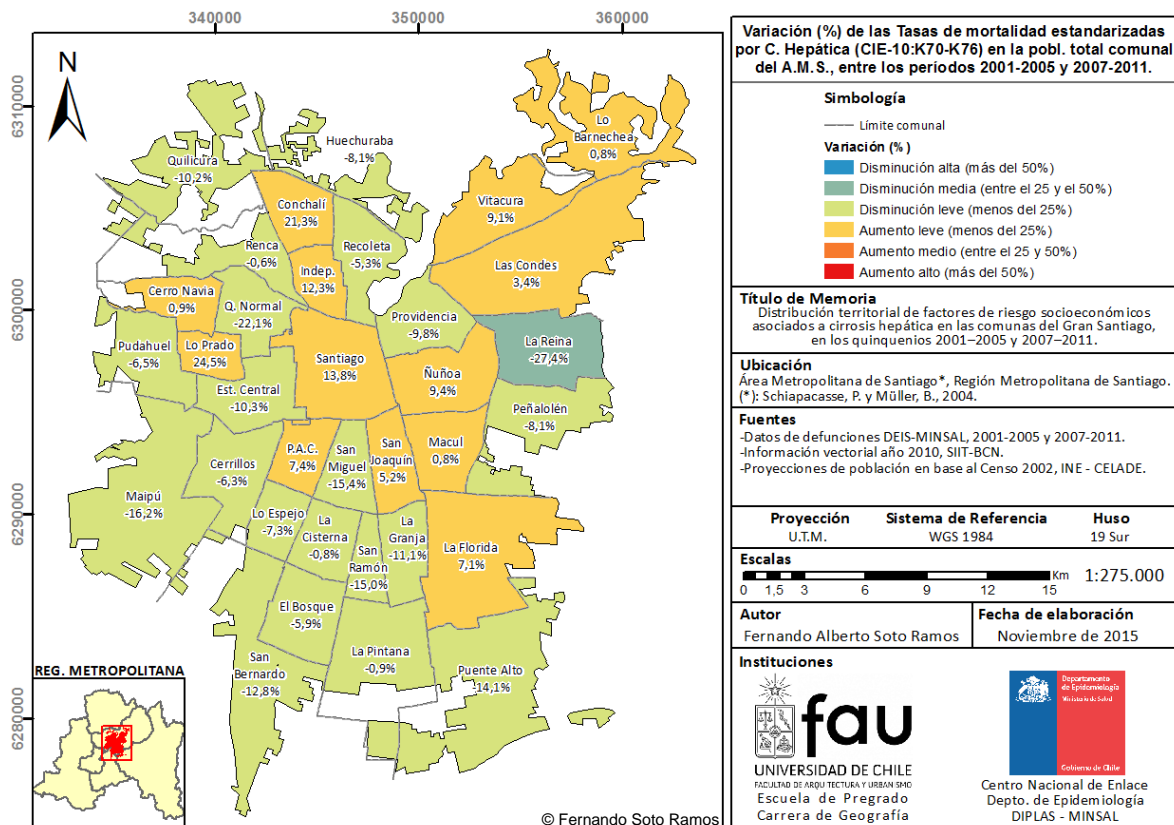 340000
350000
360000
6310000
6300000
6290000
6280000
N
Lo
Barnechea
0,8%
Huechuraba
-8,1%
Quilicura
-10,2%
Conchalí
21,3%
Vitacura
9,1%
Renca
-0,6%
Recoleta
-5,3%
Indep.
12,3%
Las Condes
3,4%
Cerro Navia
0,9%
Q. Normal
-22,1%
Providencia
-9,8%
La Reina
-27,4%
Pudahuel
-6,5%
Lo Prado
24,5%
Santiago
13,8%
Ñuñoa
9,4%
Est. Central
-10,3%
Peñalolén
-8,1%
P.A.C.
7,4%
San
Miguel
-15,4%
San
Joaquín
5,2%
Macul
0,8%
Cerrillos
-6,3%
Maipú
-16,2%
Lo Espejo
-7,3%
La
Cisterna
-0,8%
La
Granja
-11,1%
San
Ramón
-15,0%
La Florida
7,1%
El Bosque
-5,9%
La Pintana
-0,9%
San
Bernardo
-12,8%
Puente Alto
-14,1%
REG. METROPOLITANA
© Fernando Soto Ramos
Variación (%) de las Tasas de mortalidad estandarizadas
por C. Hepática (CIE-10:K70-K76) en la pobl. total comunal
del A.M.S., entre los periodos 2001-2005 y 2007-2011.
Simbología
Límite comunal
Variación (%)
Disminución alta (más del 50%)
Disminución media (entre el 25 y el 50%)
Disminución leve (menos del 25%)
Aumento leve (menos del 25%)
Aumento medio (entre el 25 y 50%)
Aumento alto (más del 50%)
Título de Memoria
Distribución territorial de factores de riesgo socioeconómicos
asociados a cirrosis hepática en las comunas del Gran Santiago,
en los quinquenios 2001–2005 y 2007–2011.
Ubicación
Área Metropolitana de Santiago*, Región Metropolitana de Santiago.
(*): Schiapacasse, P. y Müller, B., 2004.
Fuentes
-Datos de defunciones DEIS-MINSAL, 2001-2005 y 2007-2011.
-Información vectorial año 2010, SIIT-BCN.
-Proyecciones de población en base al Censo 2002, INE - CELADE.
Proyección Sistema de Referencia Huso
U.T.M. WGS 1984 19 Sur
Escalas
0 1,5 3 6 9 12 15 Km 1:275.000
Autor
Fernando Alberto Soto Ramos
Fecha de elaboración
Noviembre de 2015
Instituciones
fau
UNIVERSIDAD DE CHILE
FACULTAD DE ARQUITECTURA Y URBANISMO
Escuela de Pregrado
Carrera de Geografía
Departamento
de Epidemiología
Ministerio de Salud
Gobierno de Chile
Centro Nacional de Enlace
Depto. de Epidemiología
DIPLAS - MINSAL